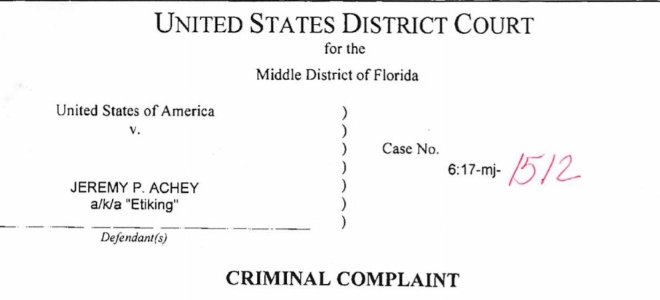 UNITED STATES DISTRICT COURT
for the
Middle District of Florida
United States of America )
v. )
) Case No.
) 6:17-mj- 1512
JEREMY P. ACHEY )
a/k/a "Etiking" )
)
Defendant(s)
CRIMINAL COMPLAINT